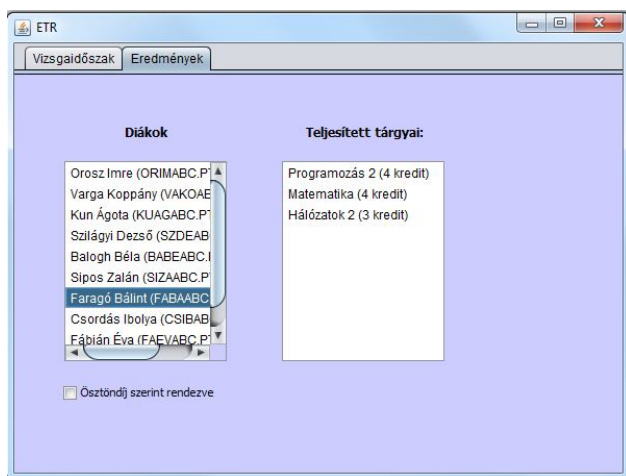 ETR
Vizsgaidőszak Eredmények
Diákok
Orosz Imre (ORIMABC.P
Varga Koppány (VAKOAE
Kun Ágota (KUAGABC.P
Szilágyi Dezső (SZDEAB
Balogh Béla (BABEABC.
Sipos Zalán (SIZAABC.P
Faragó Bálint (FABAABC
Csordás Ibolya (CSIBAB
Fábián Éva (FAEVABC.P
Ösztöndíj szerint rendezve
Teljesített tárgyai:
Programozás 2 (4 kredit)
Matematika (4 kredit)
Hálózatok 2 (3 kredit)